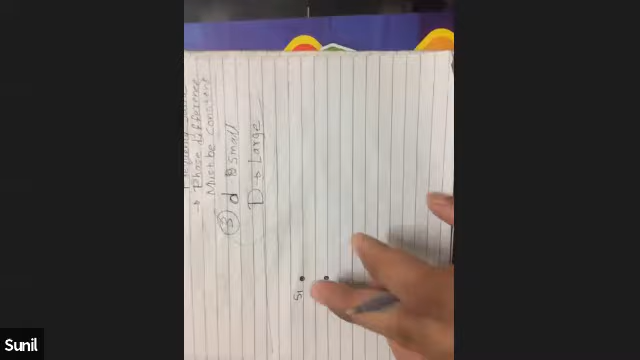 → Phase difference
Must be constant
③ d → small
D → Large
S1
Sunil